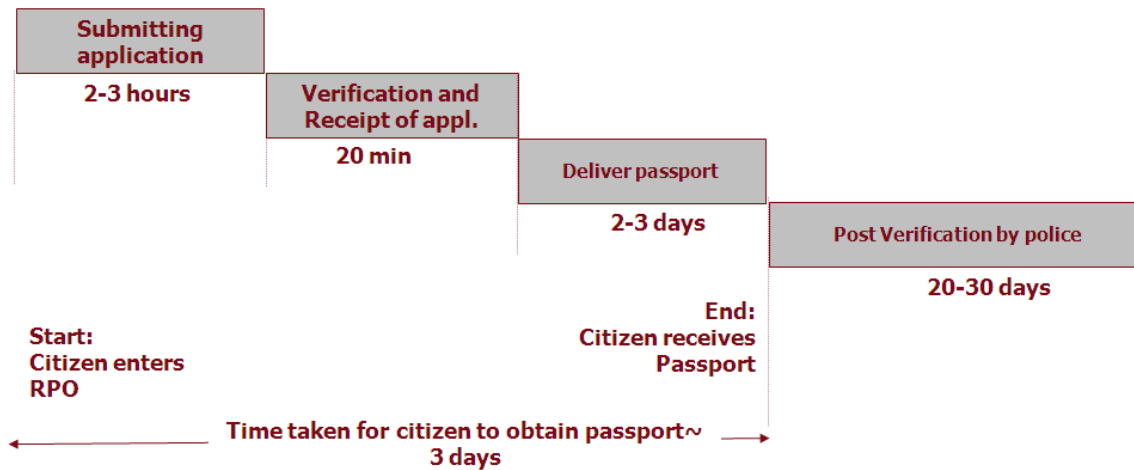 Submitting
application
2-3 hours
Verification and
Receipt of appl.
20 min
Deliver passport
2-3 days
Post Verification by police
20-30 days
Start:
Citizen enters
RPO
End:
Citizen receives
Passport
Time taken for citizen to obtain passport~
3 days